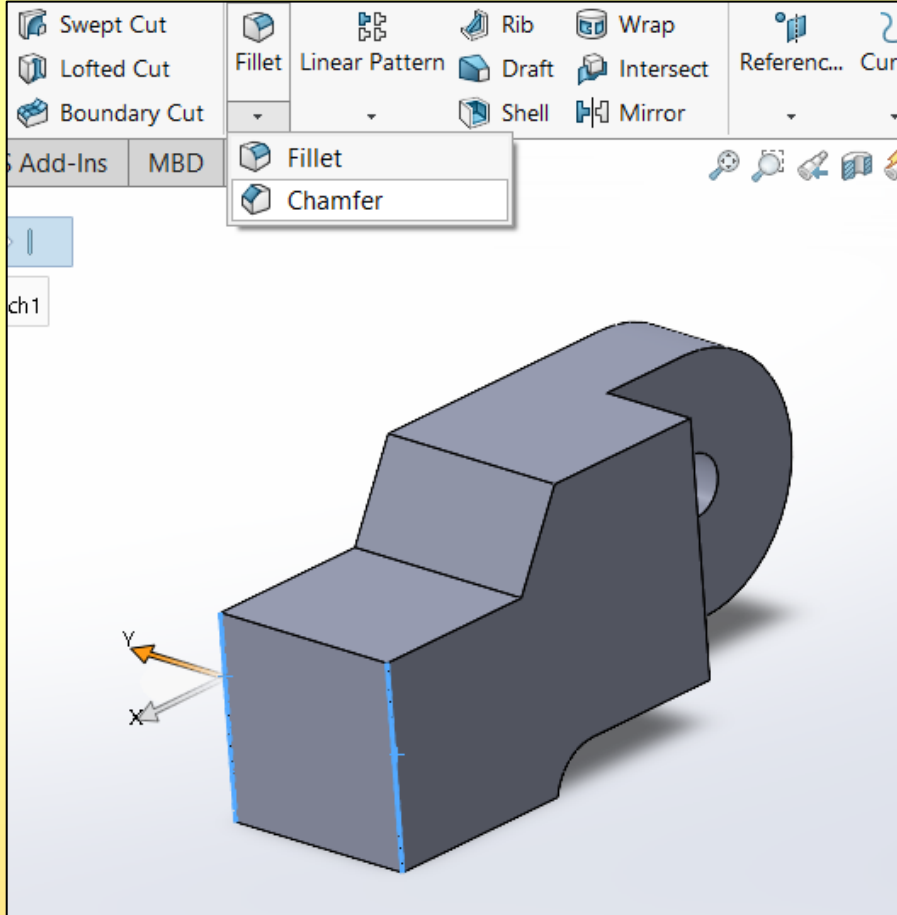 Swept Cut
Lofted Cut
Boundary Cut
Fillet
Linear Pattern
Rib
Draft
Shell
Wrap
Intersect
Mirror
Referenc...
Cur
S Add-Ins
MBD
Fillet
Chamfer
ch1
Y
X